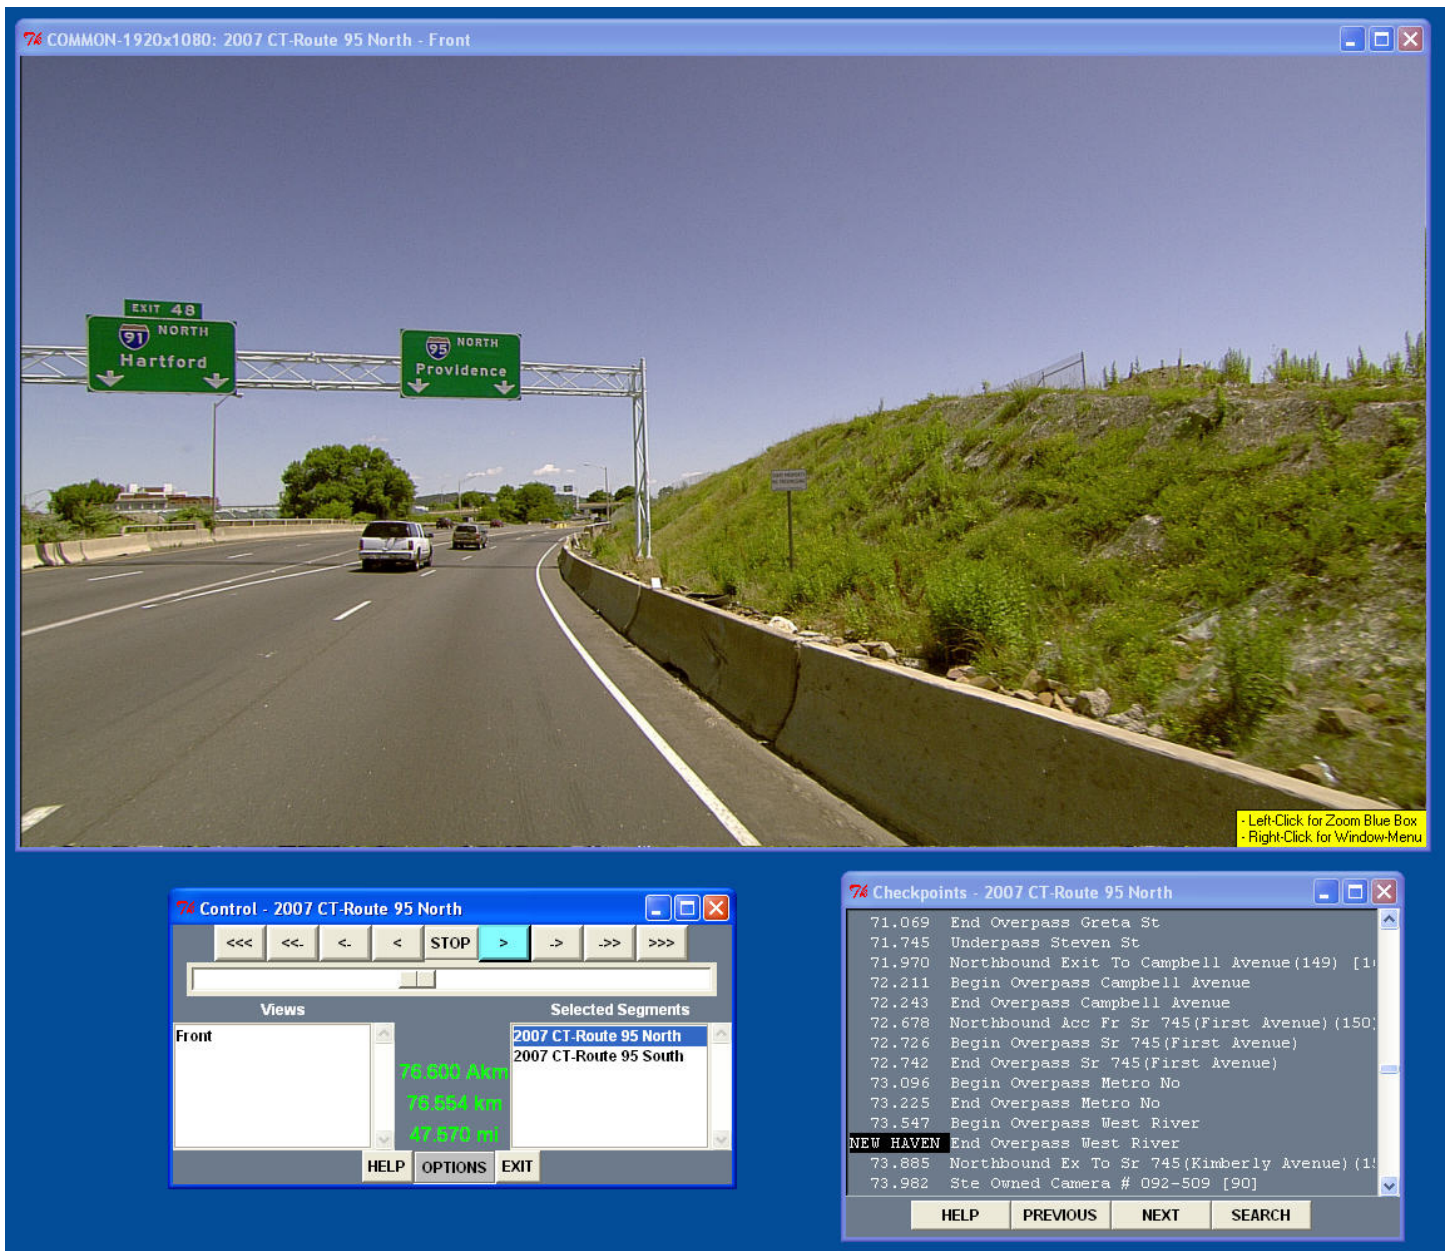 COMMON-1920x1080: 2007 CT-Route 95 North - Front
EXIT 48
91 NORTH
Hartford
95 NORTH
Providence
- Left-Click for Zoom Blue Box
- Right-Click for Window-Menu
Control - 2007 CT-Route 95 North
<<< <<- <- < STOP > -> ->> >>>
Views
Selected Segments
Front
2007 CT-Route 95 North
2007 CT-Route 95 South
76.600 Akm
76.554 km
47.570 mi
HELP OPTIONS EXIT
Checkpoints - 2007 CT-Route 95 North
71.069 End Overpass Greta St
71.745 Underpass Steven St
71.970 Northbound Exit To Campbell Avenue(149)
72.211 Begin Overpass Campbell Avenue
72.243 End Overpass Campbell Avenue
72.678 Northbound Acc Fr Sr 745(First Avenue)(150)
72.726 Begin Overpass Sr 745(First Avenue)
72.742 End Overpass Sr 745(First Avenue)
73.096 Begin Overpass Metro No
73.225 End Overpass Metro No
73.547 Begin Overpass West River
NEW HAVEN End Overpass West River
73.885 Northbound Ex To Sr 745(Kimberly Avenue)
73.982 Ste Owned Camera # 092-509 [90]
HELP PREVIOUS NEXT SEARCH